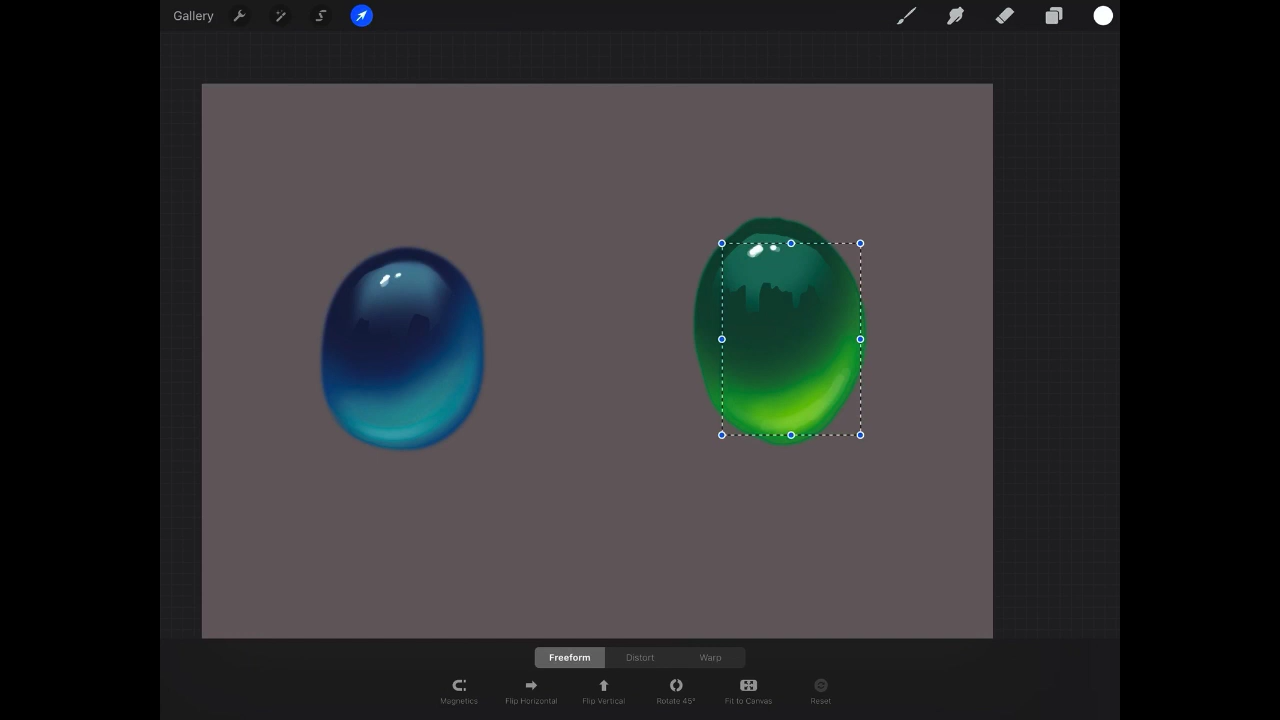 Gallery
Freeform Distort Warp
Magnetics Flip Horizontal Flip Vertical Rotate 45° Fit to Canvas Reset